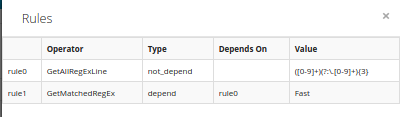 Rules ×
Operator Type Depends On Value
rule0 GetAllRegExLine not_depend ([0-9]+)(?:\.[0-9]+){3}
rule1 GetMatchedRegEx depend rule0 Fast